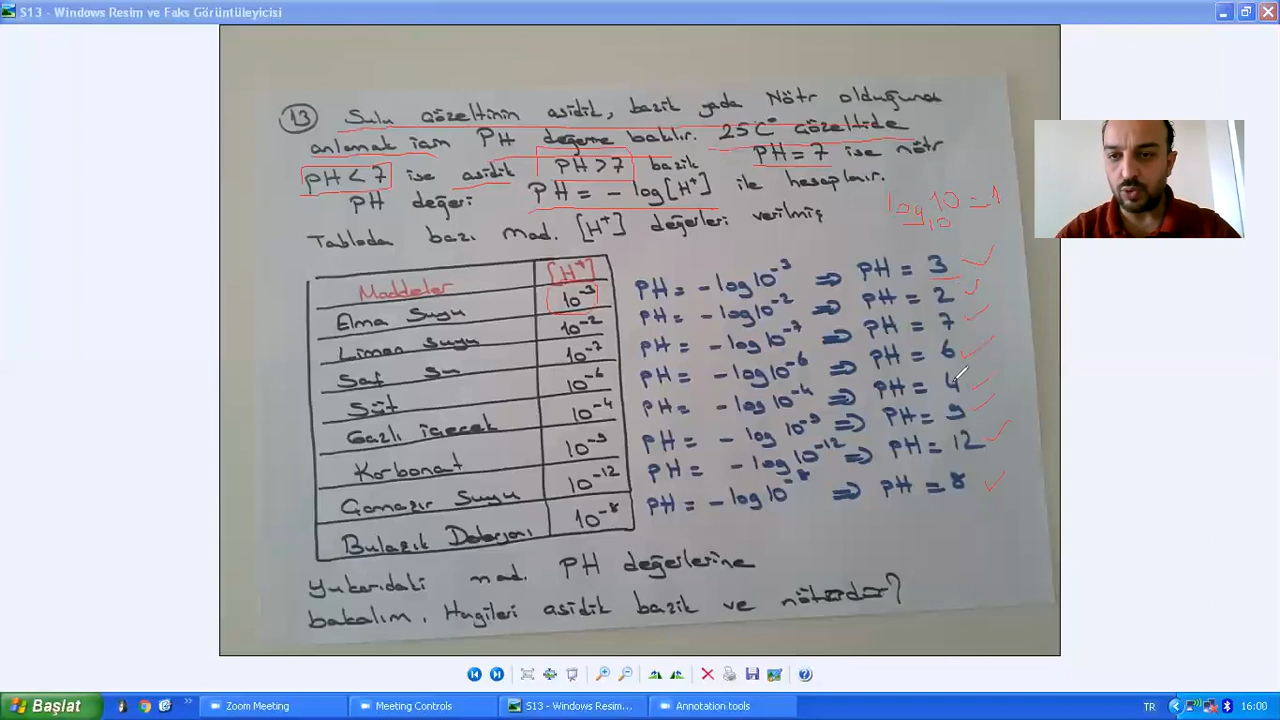 S13 - Windows Resim ve Faks Görüntüleyicisi
13 Sulu çözeltinin asidik, bazik yada Nötr olduğunu
anlamak için PH değerine bakılır. 25C° çözeltide
PH < 7 ise asidik PH > 7 bazik PH = 7 ise nötr
PH değeri PH = - log[H⁺] ile hesaplanır.
log₁₀10 = 1
Tabloda bazı mad. [H⁺] değerleri verilmiş
Maddeler [H⁺]
Elma Suyu 10⁻³ PH = - log10⁻³ ⇒ PH = 3 ✓
Limon Suyu 10⁻² PH = - log10⁻² ⇒ PH = 2 ✓
Saf Su 10⁻⁷ PH = - log10⁻⁷ ⇒ PH = 7 ✓
Süt 10⁻⁶ PH = - log10⁻⁶ ⇒ PH = 6 ✓
Gazlı içecek 10⁻⁴ PH = - log10⁻⁴ ⇒ PH = 4 ✓
Korbonat 10⁻⁹ PH = - log10⁻⁹ ⇒ PH = 9 ✓
Çamaşır Suyu 10⁻¹² PH = - log10⁻¹² ⇒ PH = 12 ✓
Bulaşık Deterjanı 10⁻⁸ PH = - log10⁻⁸ ⇒ PH = 8 ✓
Yukarıdaki mad. PH değerlerine
bakalım. Hangileri asidik bazik ve nötrdür?
Başlat
Zoom Meeting
Meeting Controls
S13 - Windows Resim...
Annotation tools
TR
16:00